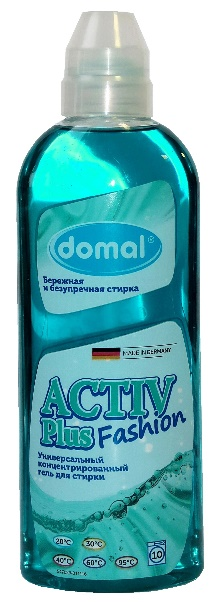 domal®
Бережная
и безупречная стирка
MADE IN GERMANY
ACTIV
Plus Fashion
Универсальный
концентрированный
гель для стирки
20°C 30°C
40°C 60°C 95°C
10